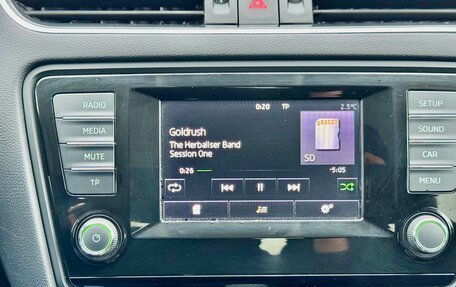 0:20 TP 2.5°C
RADIO
MEDIA
MUTE
TP
Goldrush
The Herbaliser Band
Session One
SD
0:26 -5:05
SETUP
SOUND
CAR
MENU